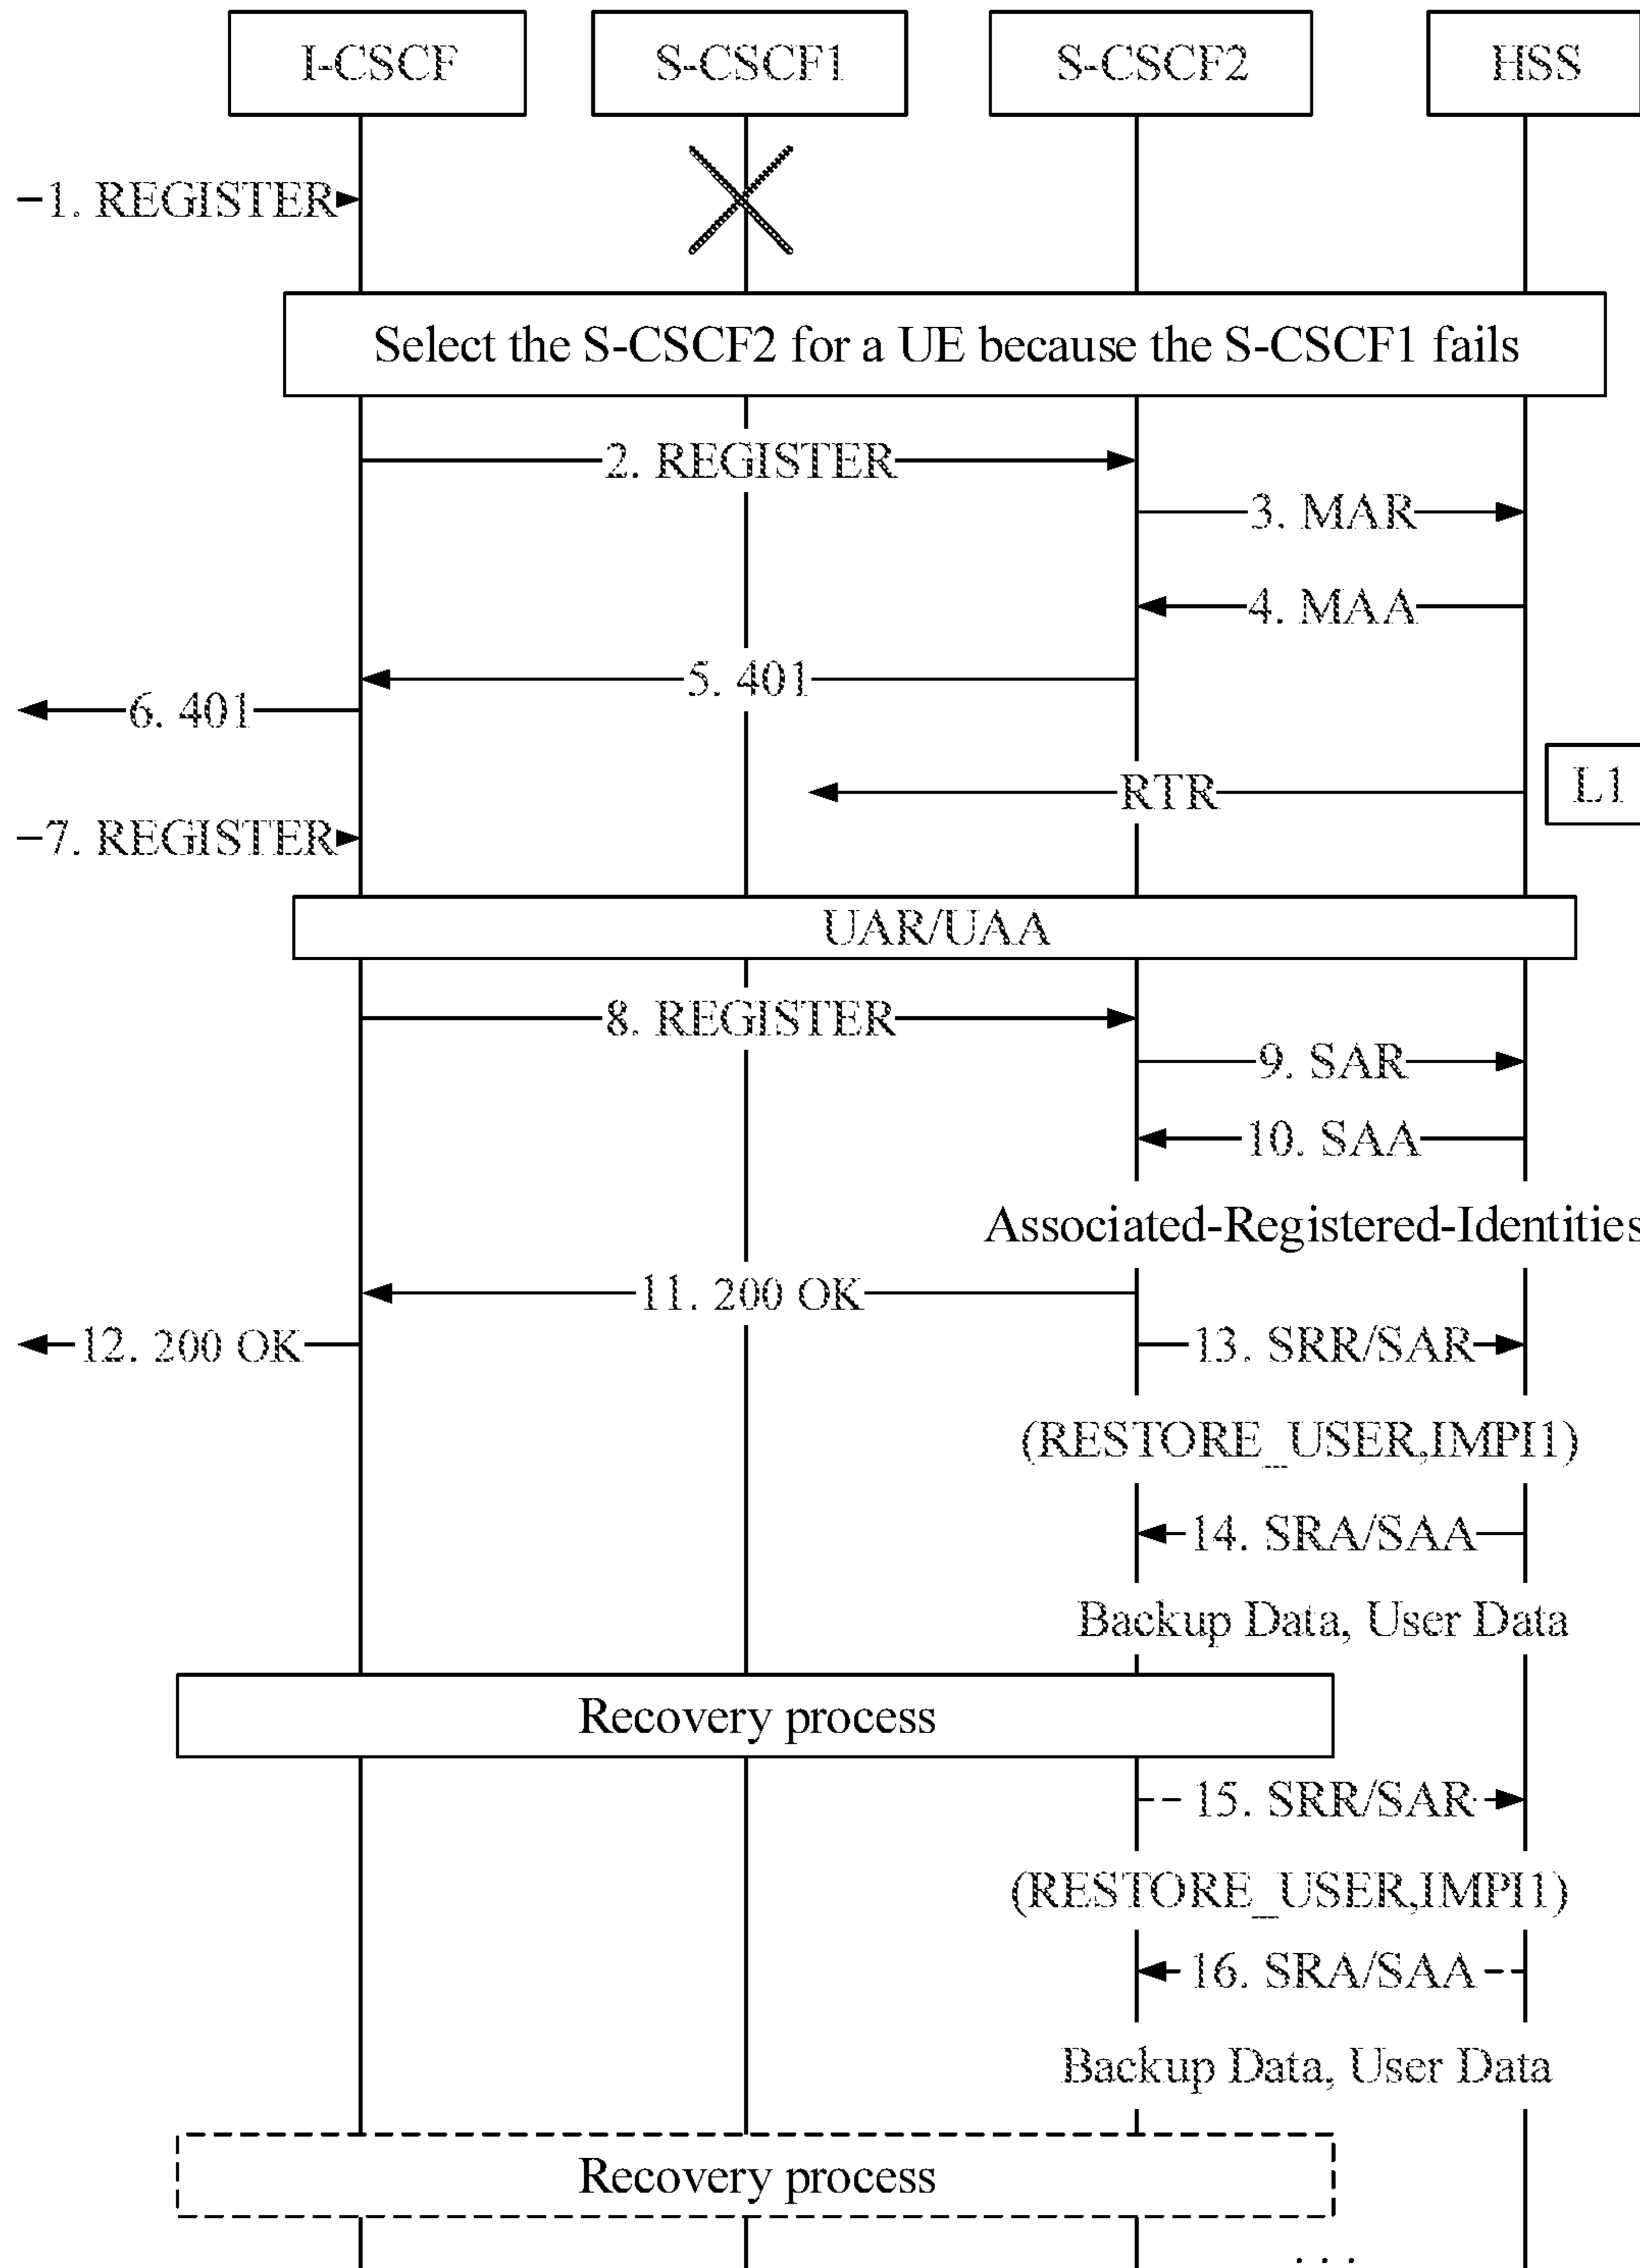 I-CSCF
S-CSCF1
S-CSCF2
HSS
1. REGISTER
Select the S-CSCF2 for a UE because the S-CSCF1 fails
2. REGISTER
3. MAR
4. MAA
5. 401
6. 401
RTR
L1
7. REGISTER
UAR/UAA
8. REGISTER
9. SAR
10. SAA
Associated-Registered-Identities
11. 200 OK
12. 200 OK
13. SRR/SAR
(RESTORE_USER,IMPI1)
14. SRA/SAA
Backup Data, User Data
Recovery process
15. SRR/SAR
(RESTORE_USER,IMPI1)
16. SRA/SAA
Backup Data, User Data
Recovery process
...